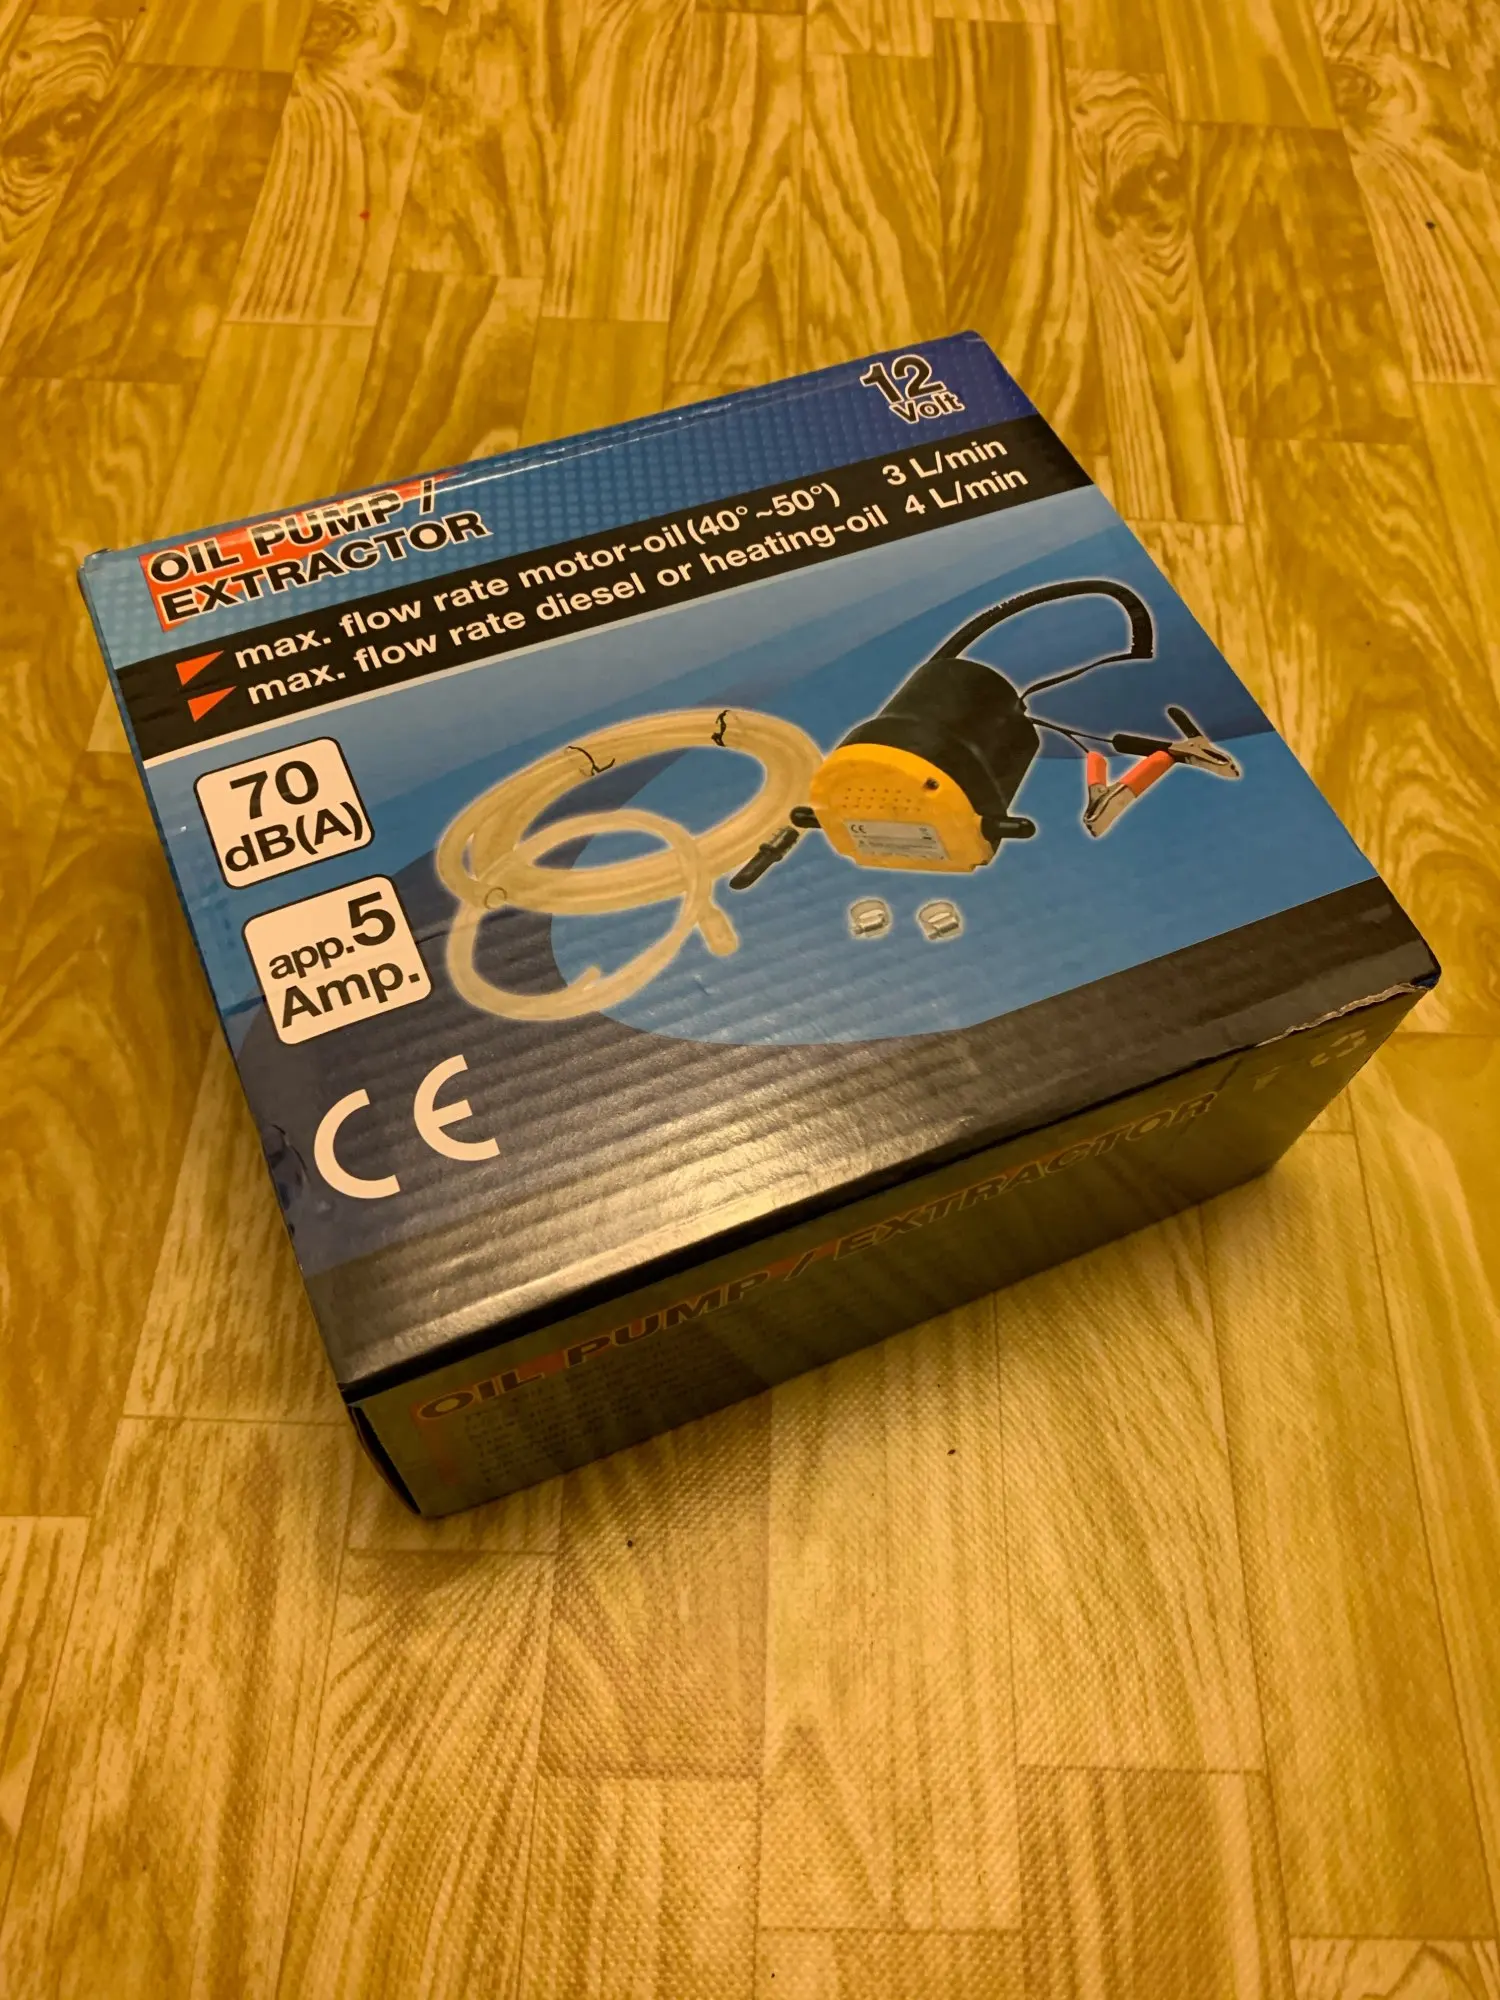 12
Volt
OIL PUMP /
EXTRACTOR
max. flow rate motor-oil(40°~50°) 3 L/min
max. flow rate diesel or heating-oil 4 L/min
70
dB(A)
app.5
Amp.
CE
CE
OIL PUMP / EXTRACTOR